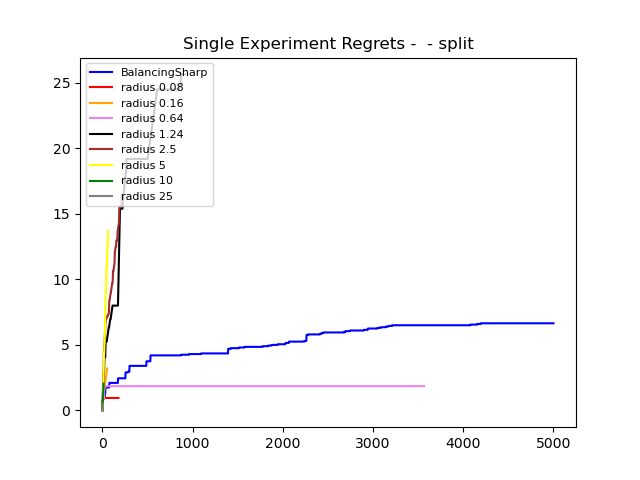 Single Experiment Regrets -  - split
BalancingSharp
radius 0.08
radius 0.16
radius 0.64
radius 1.24
radius 2.5
radius 5
radius 10
radius 25
25
20
15
10
5
0
0 1000 2000 3000 4000 5000